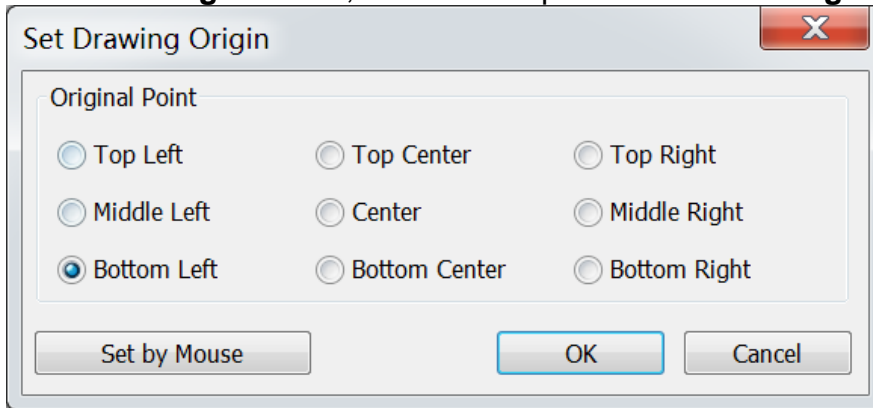 Set Drawing Origin
Original Point
Top Left Top Center Top Right
Middle Left Center Middle Right
Bottom Left Bottom Center Bottom Right
Set by Mouse OK Cancel